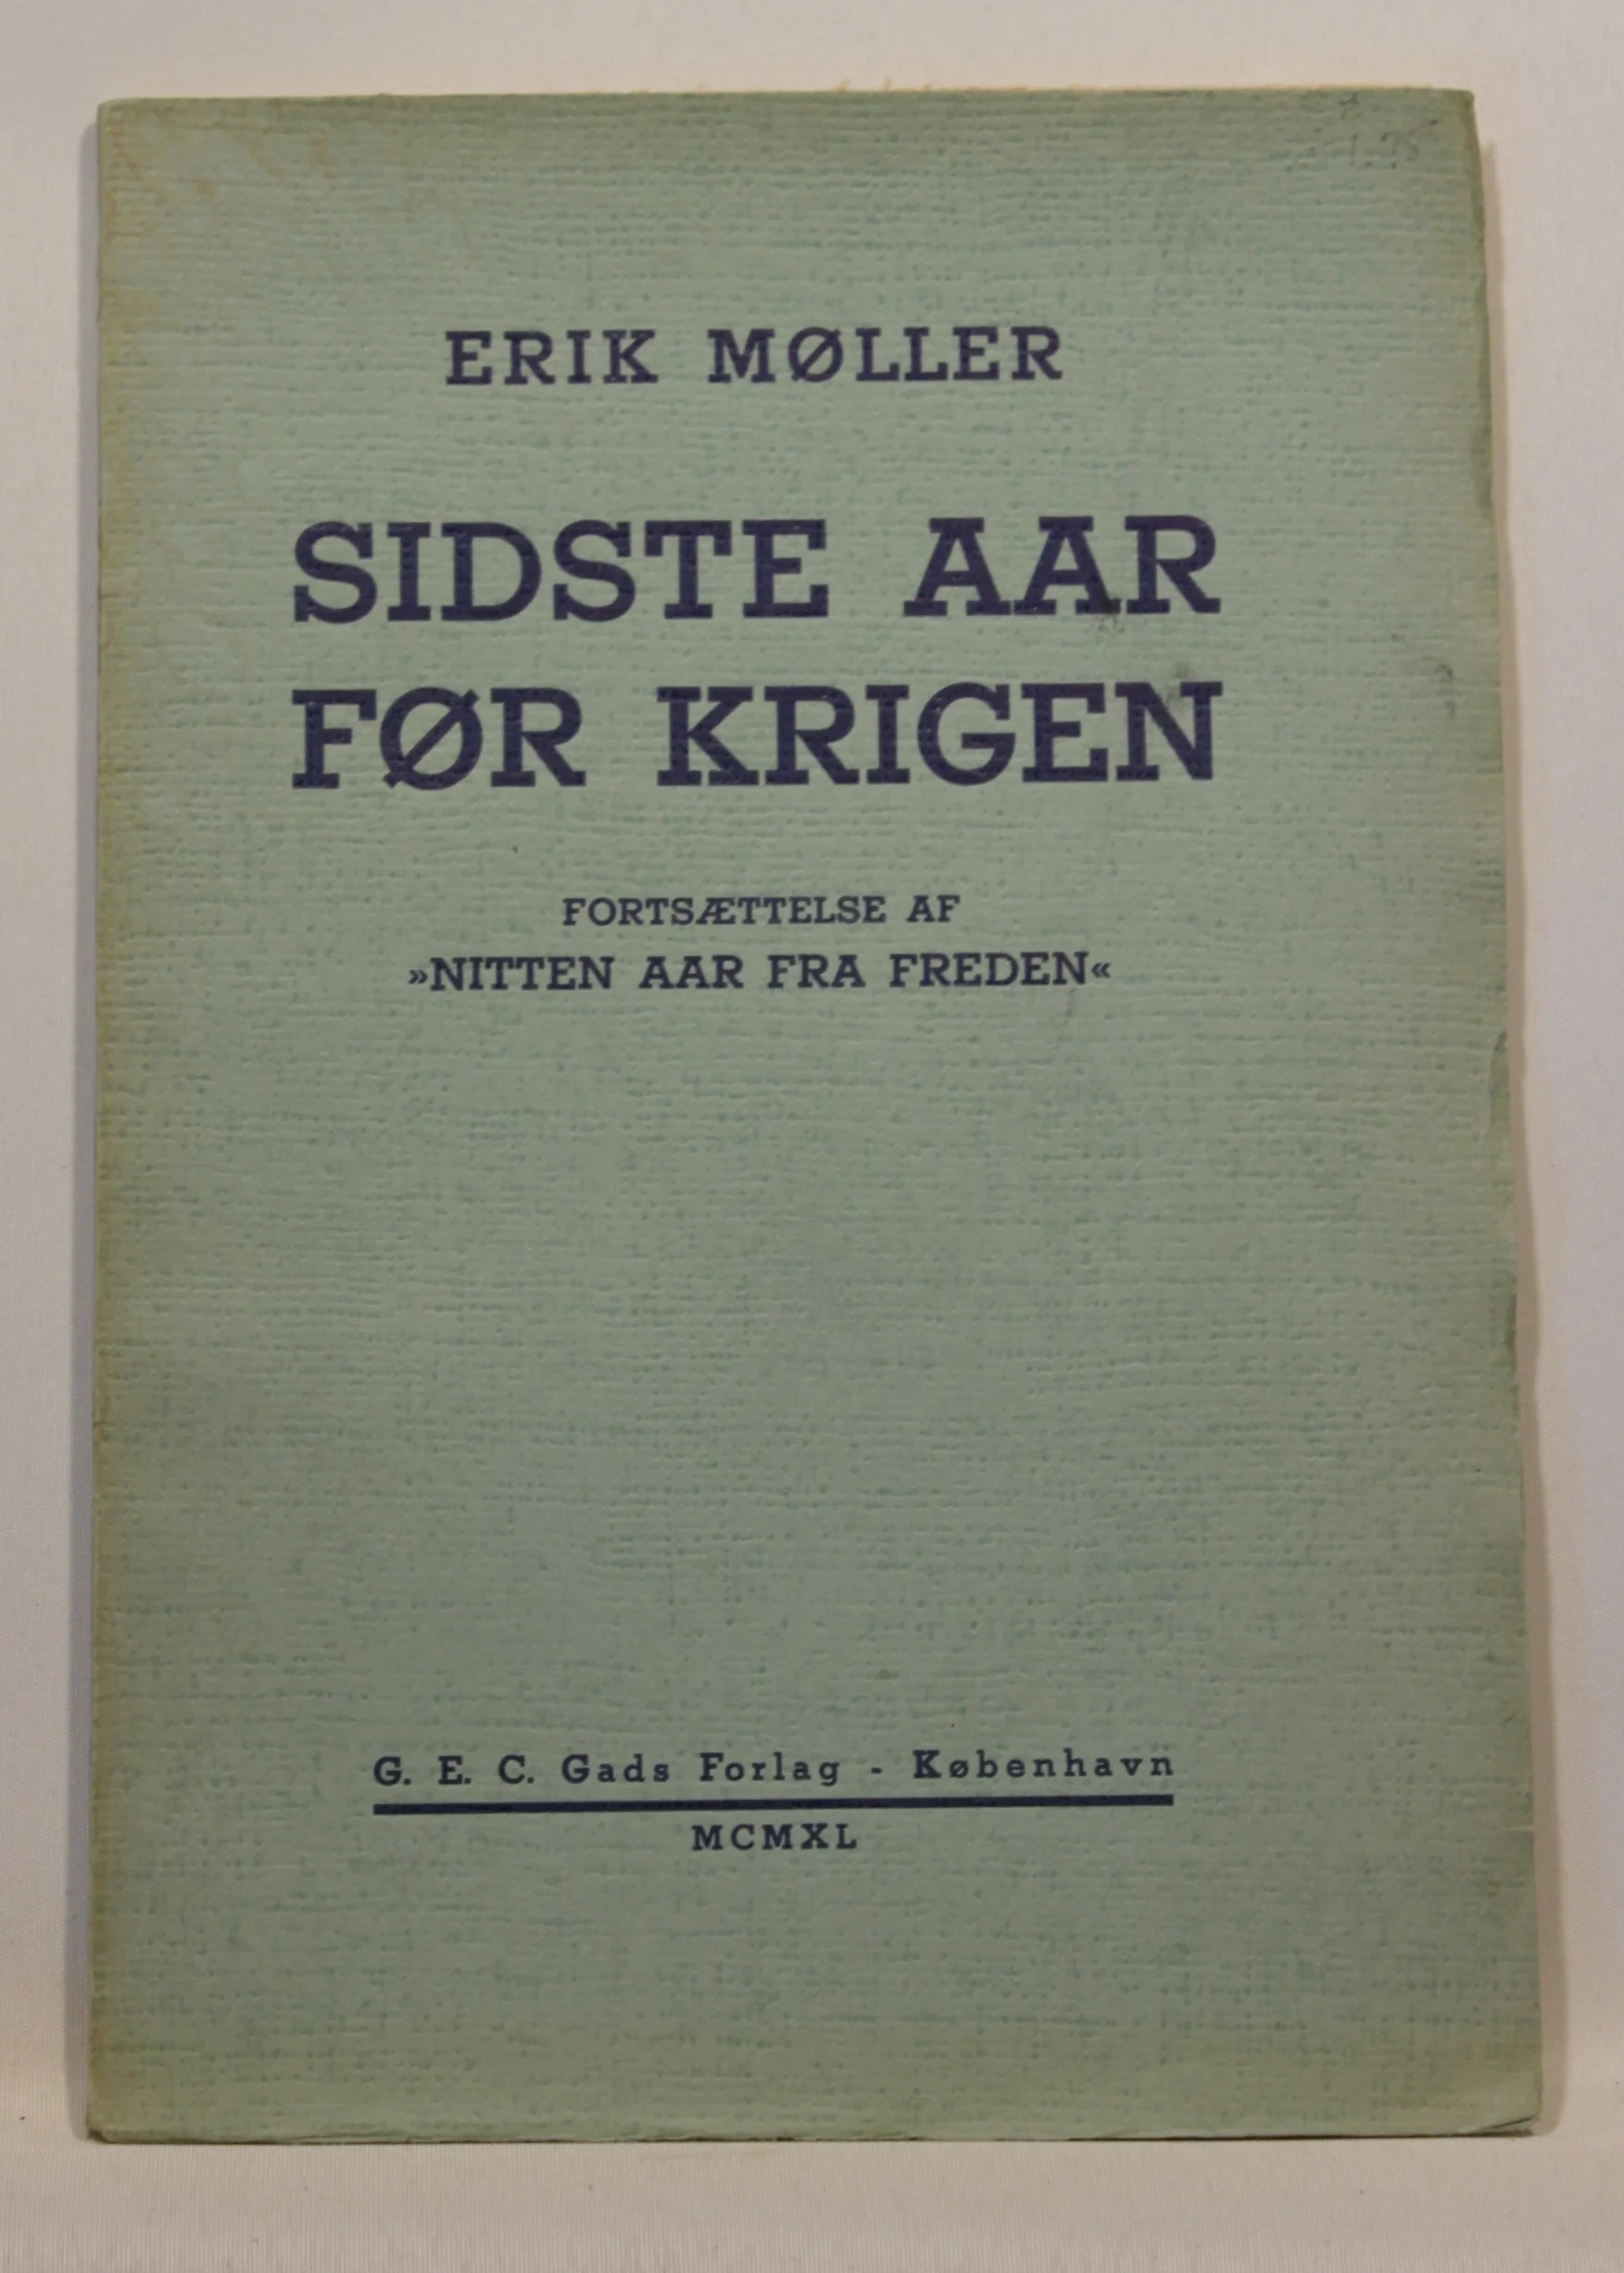 ERIK MØLLER
SIDSTE AAR
FØR KRIGEN
FORTSÆTTELSE AF
»NITTEN AAR FRA FREDEN«
G. E. C. Gads Forlag - København
MCMXL